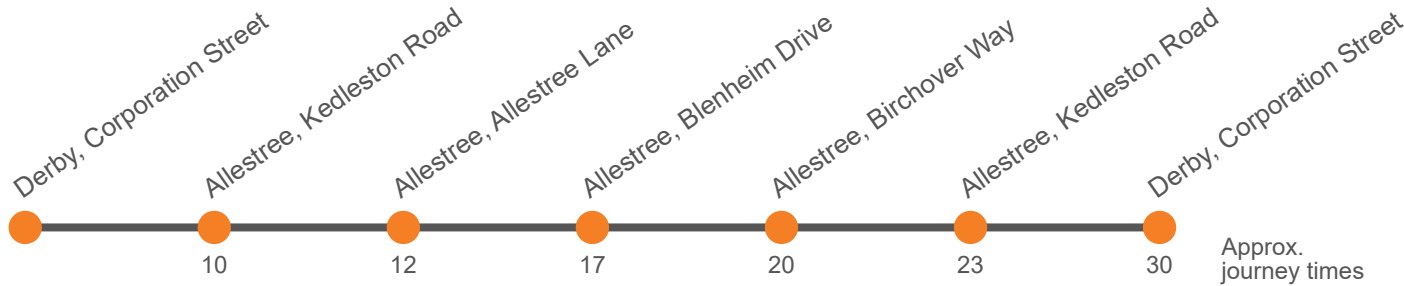 Derby, Corporation Street
Allestree, Kedleston Road
Allestree, Allestree Lane
Allestree, Blenheim Drive
Allestree, Birchover Way
Allestree, Kedleston Road
Derby, Corporation Street
10
12
17
20
23
30
Approx.
journey times